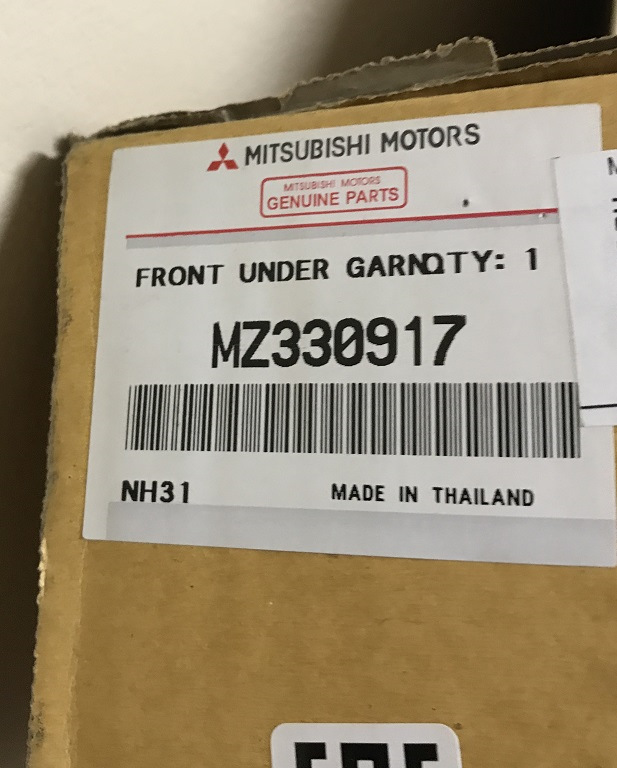 MITSUBISHI MOTORS
MITSUBISHI MOTORS
GENUINE PARTS
FRONT UNDER GARNQTY: 1
MZ330917
NH31
MADE IN THAILAND